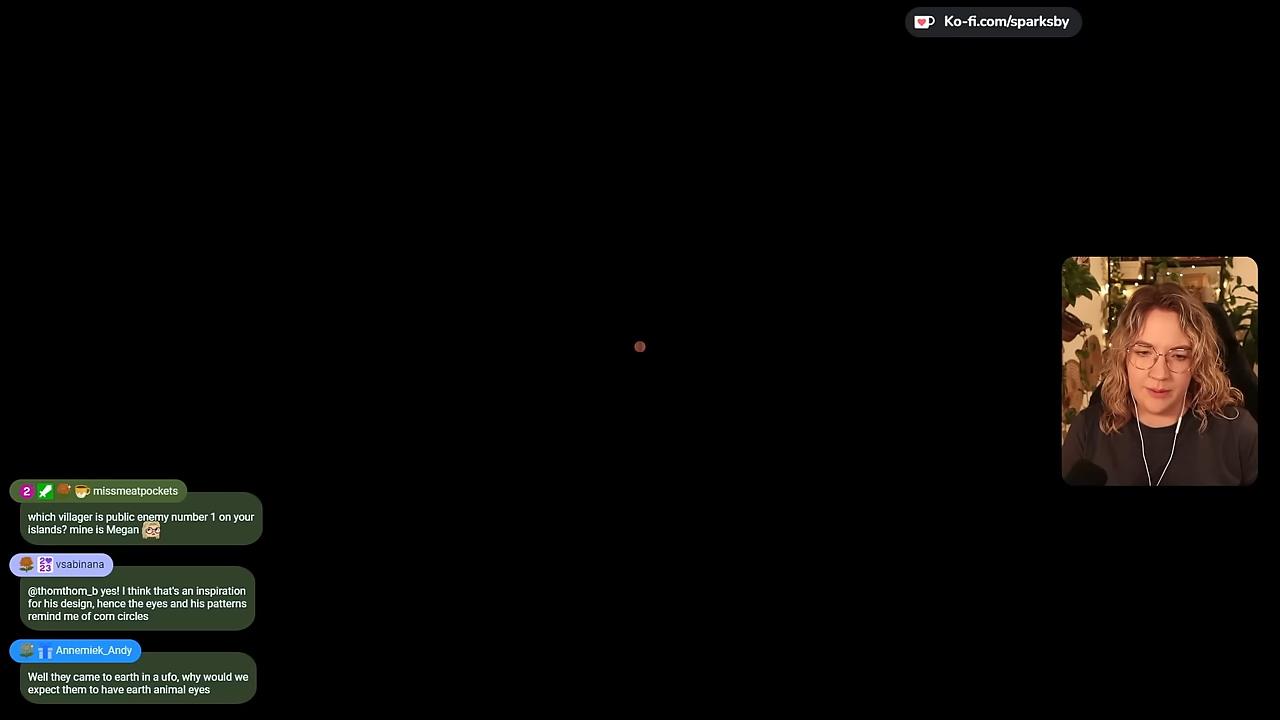 Ko-fi.com/sparksby
2 missmeatpockets
which villager is public enemy number 1 on your
islands? mine is Megan
vsabinana
@thomthom_b yes! I think that's an inspiration
for his design, hence the eyes and his patterns
remind me of corn circles
Annemiek_Andy
Well they came to earth in a ufo, why would we
expect them to have earth animal eyes